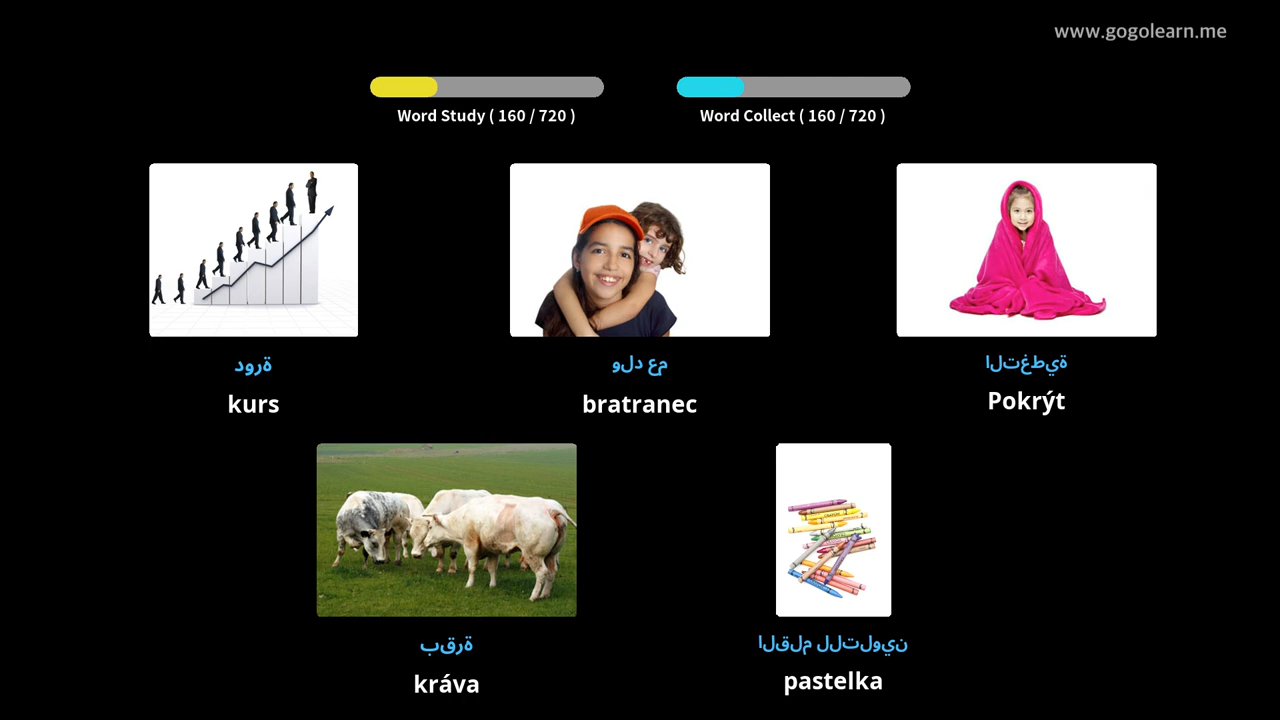 www.gogolearn.me
Word Study ( 160 / 720 )
Word Collect ( 160 / 720 )
دورة
kurs
ولد عم
bratranec
التغطية
Pokrýt
بقرة
kráva
القلم للتلوين
pastelka